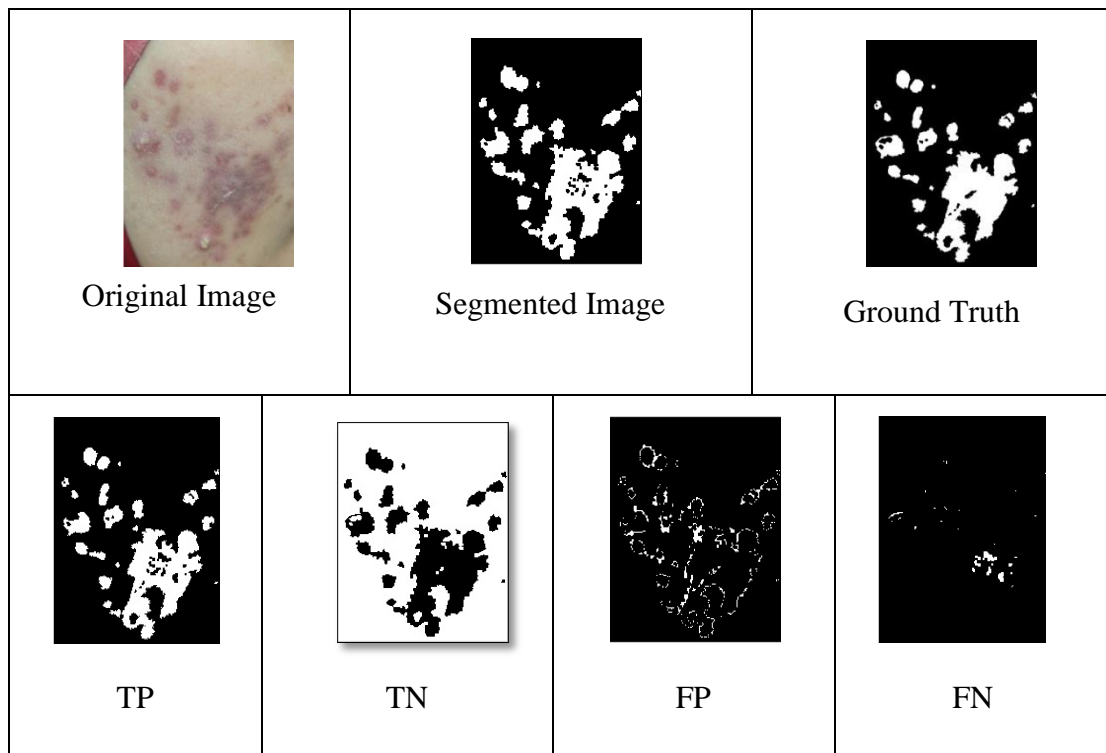 Original Image
Segmented Image
Ground Truth
TP
TN
FP
FN